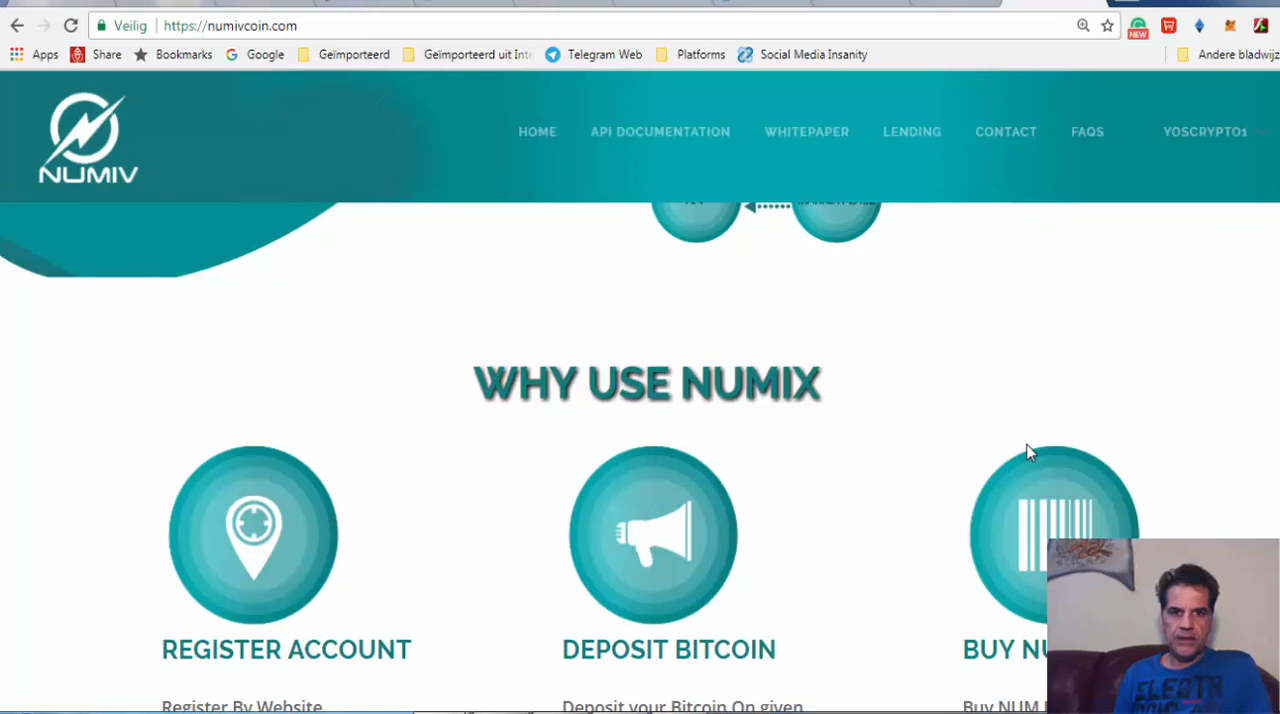 Veilig https://numivcoin.com
NEW
Apps Share Bookmarks Google Geïmporteerd Geïmporteerd uit Inte Telegram Web Platforms Social Media Insanity Andere bladwijz
NUMIV
HOME API DOCUMENTATION WHITEPAPER LENDING CONTACT FAQS YOSCRYPTO1
WHY USE NUMIX
REGISTER ACCOUNT DEPOSIT BITCOIN BUY NU
Register By Website Deposit your Bitcoin On given Buy NUM